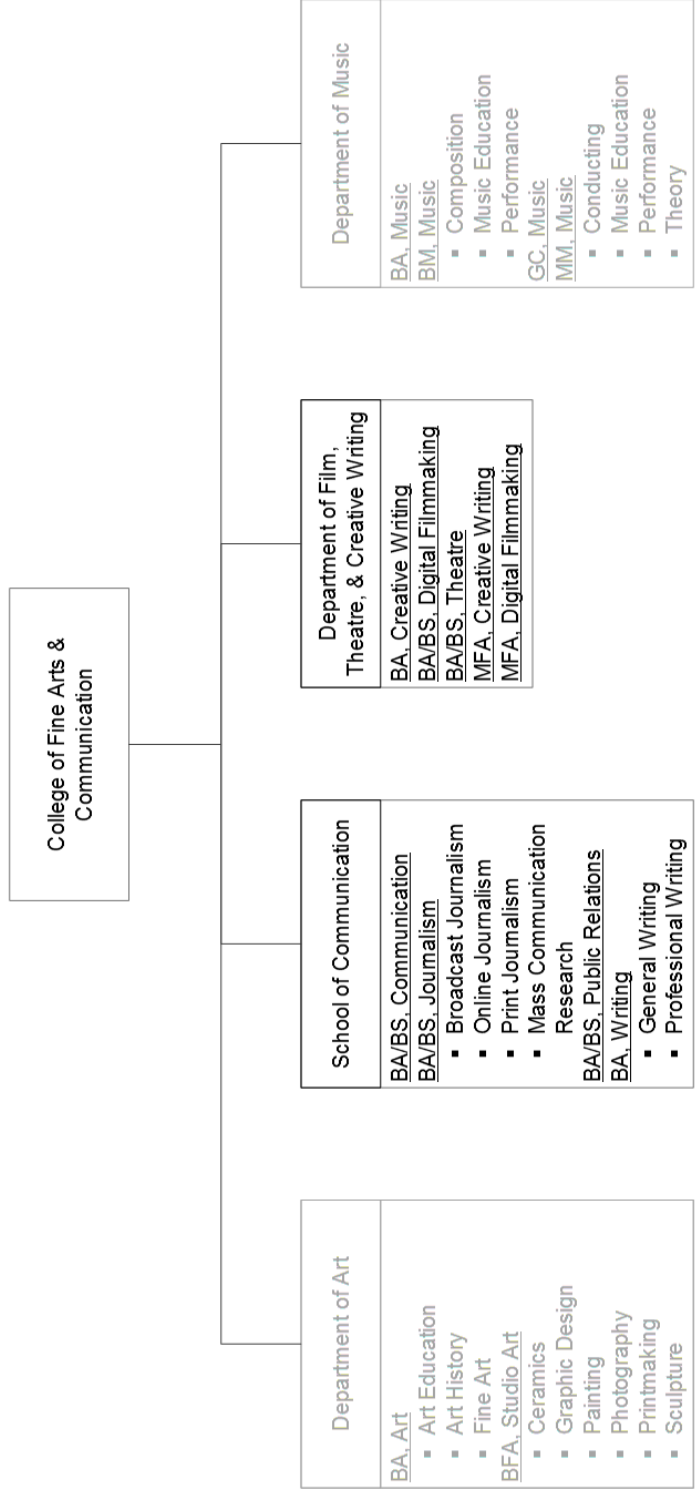 College of Fine Arts &
Communication
Department of Art
BA, Art
▪ Art Education
▪ Art History
▪ Fine Art
BFA, Studio Art
▪ Ceramics
▪ Graphic Design
▪ Painting
▪ Photography
▪ Printmaking
▪ Sculpture
School of Communication
BA/BS, Communication
BA/BS, Journalism
▪ Broadcast Journalism
▪ Online Journalism
▪ Print Journalism
▪ Mass Communication
Research
BA/BS, Public Relations
BA, Writing
▪ General Writing
▪ Professional Writing
Department of Film,
Theatre, & Creative Writing
BA, Creative Writing
BA/BS, Digital Filmmaking
BA/BS, Theatre
MFA, Creative Writing
MFA, Digital Filmmaking
Department of Music
BA, Music
BM, Music
▪ Composition
▪ Music Education
▪ Performance
GC, Music
MM, Music
▪ Conducting
▪ Music Education
▪ Performance
▪ Theory